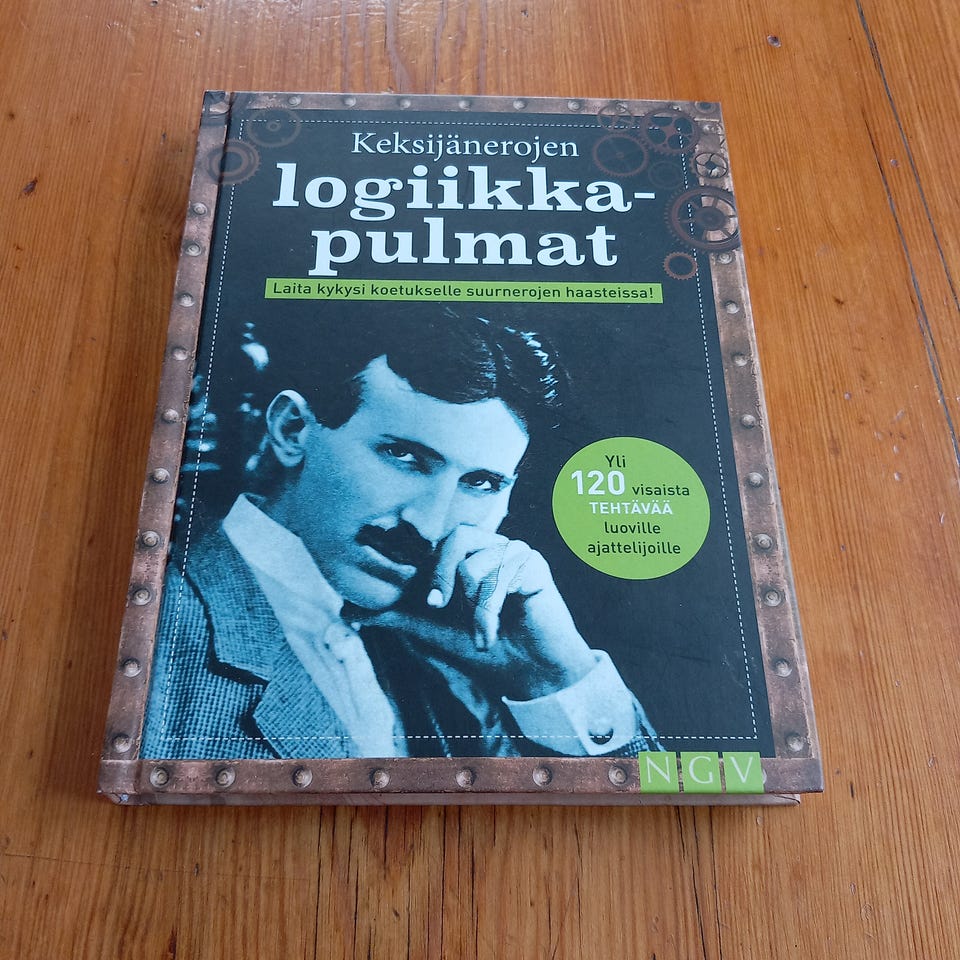 Keksijänerojen
logiikka-
pulmat
Laita kykysi koetukselle suurnerojen haasteissa!
Yli
120 visaista
TEHTÄVÄÄ
luoville
ajattelijoille
NGV